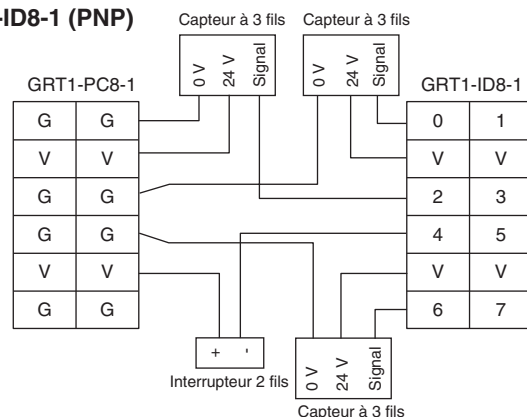 -ID8-1 (PNP)
Capteur à 3 fils Capteur à 3 fils
0 V 24 V Signal 0 V 24 V Signal
GRT1-PC8-1 GRT1-ID8-1
G G 0 1
V V V V
G G 2 3
G G 4 5
V V V V
G G 6 7
+ -
Interrupteur 2 fils
0 V 24 V Signal
Capteur à 3 fils